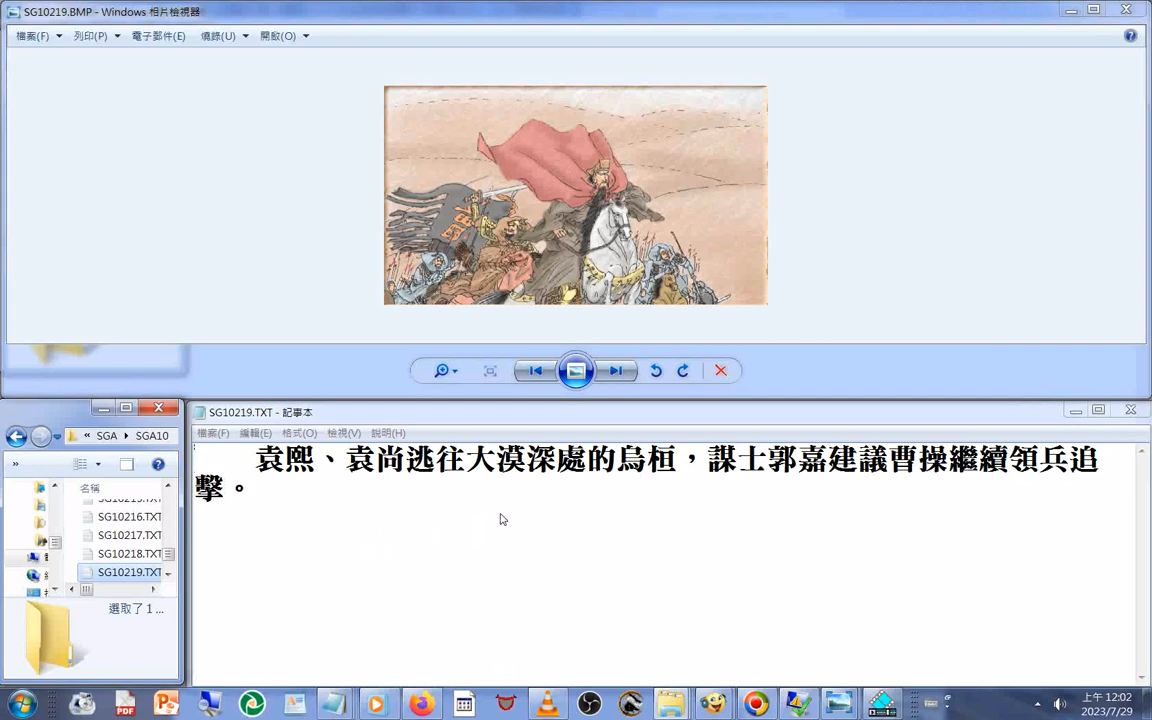 SG10219.BMP - Windows 相片檢視器
檔案(F) 列印(P) 電子郵件(E) 燒錄(U) 開啟(O)
SGA SGA10
名稱
SG10215.TXT
SG10216.TXT
SG10217.TXT
SG10218.TXT
SG10219.TXT
選取了 1 ...
SG10219.TXT - 記事本
檔案(F) 編輯(E) 格式(O) 檢視(V) 說明(H)
袁熙、袁尚逃往大漠深處的烏桓，謀士郭嘉建議曹操繼續領兵追
擊。
PDF
上午 12:02
2023/7/29